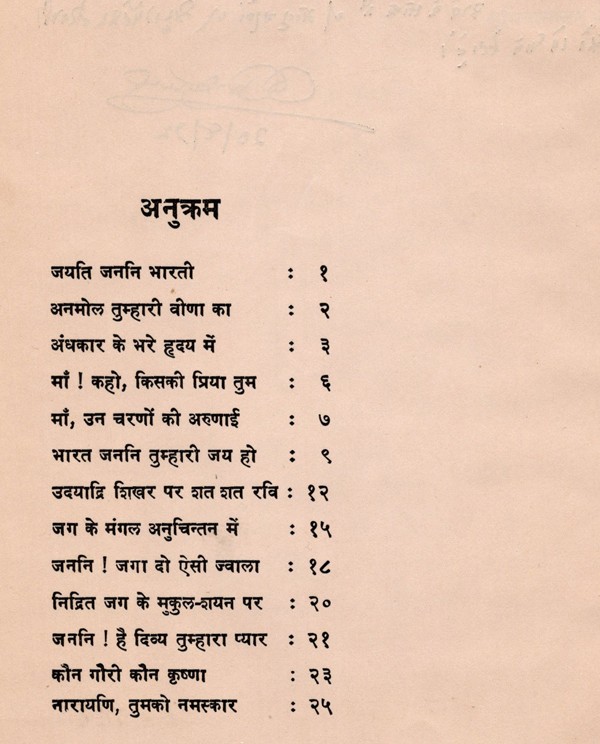 अनुक्रम
जयति जननि भारती : १
अनमोल तुम्हारी वीणा का : २
अंधकार के भरे हृदय में : ३
माँ ! कहो, किसकी प्रिया तुम : ६
माँ, उन चरणों की अरुणाई : ७
भारत जननि तुम्हारी जय हो : ९
उदयाद्रि शिखर पर शत शत रवि : १२
जग के मंगल अनुचिन्तन में : १५
जननि ! जगा दो ऐसी ज्वाला : १८
निद्रित जग के मुकुल-शयन पर : २०
जननि ! है दिव्य तुम्हारा प्यार : २१
कौन गौरी कौन कृष्णा : २३
नारायणि, तुमको नमस्कार : २५